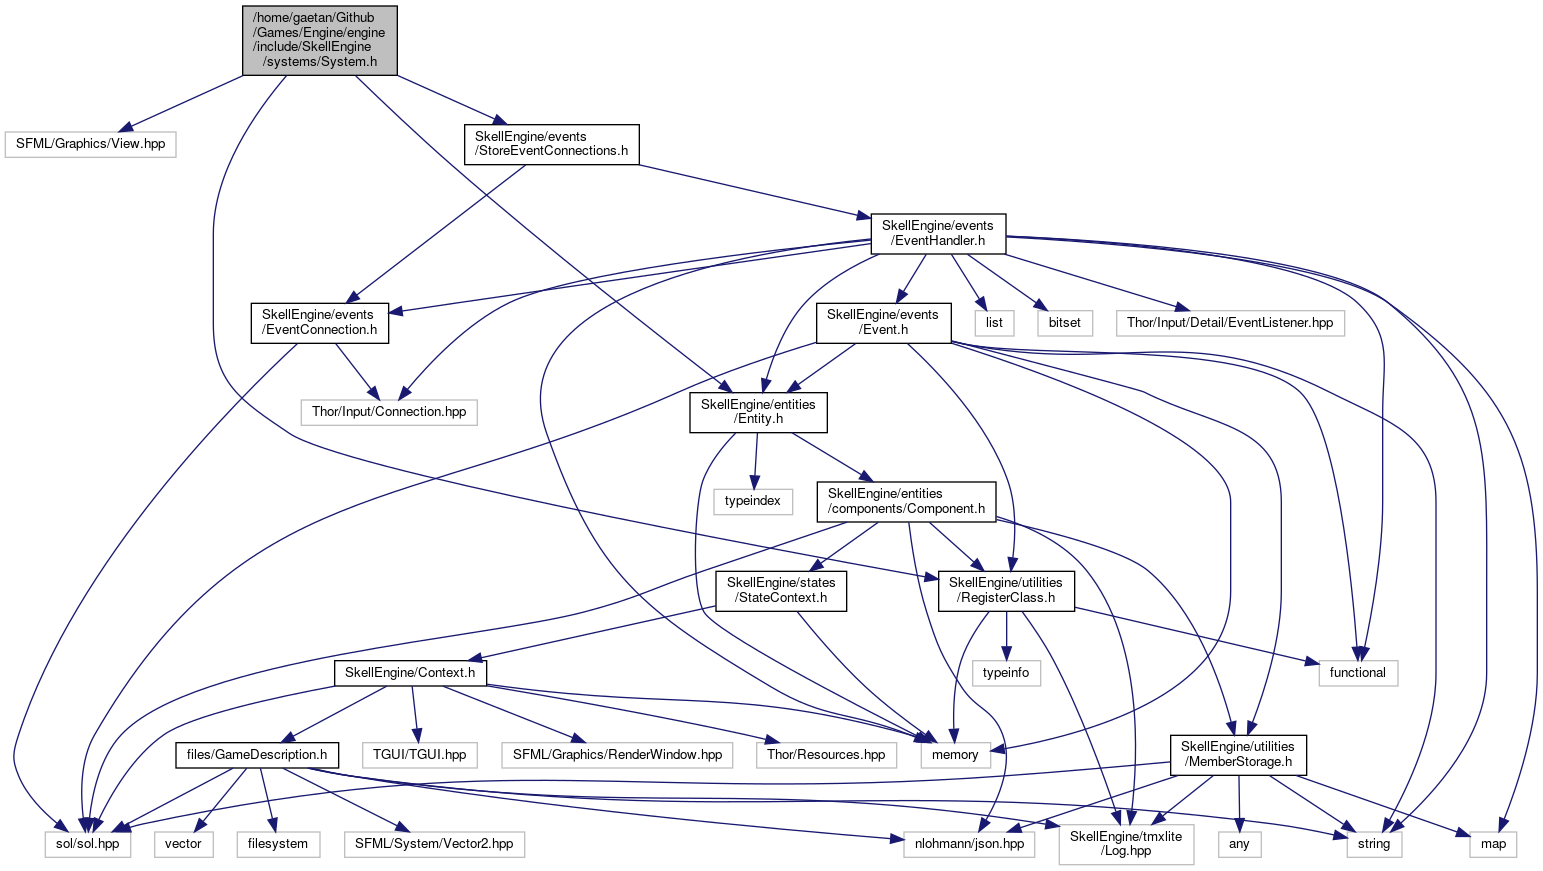 /home/gaetan/Github
/Games/Engine/engine
/include/SkellEngine
/systems/System.h
SFML/Graphics/View.hpp
SkellEngine/events
/StoreEventConnections.h
SkellEngine/events
/EventHandler.h
SkellEngine/events
/EventConnection.h
SkellEngine/events
/Event.h
list
bitset
Thor/Input/Detail/EventListener.hpp
Thor/Input/Connection.hpp
SkellEngine/entities
/Entity.h
typeindex
SkellEngine/entities
/components/Component.h
SkellEngine/states
/StateContext.h
SkellEngine/utilities
/RegisterClass.h
SkellEngine/Context.h
typeinfo
functional
files/GameDescription.h
TGUI/TGUI.hpp
SFML/Graphics/RenderWindow.hpp
Thor/Resources.hpp
memory
SkellEngine/utilities
/MemberStorage.h
sol/sol.hpp
vector
filesystem
SFML/System/Vector2.hpp
nlohmann/json.hpp
SkellEngine/tmxlite
/Log.hpp
any
string
map